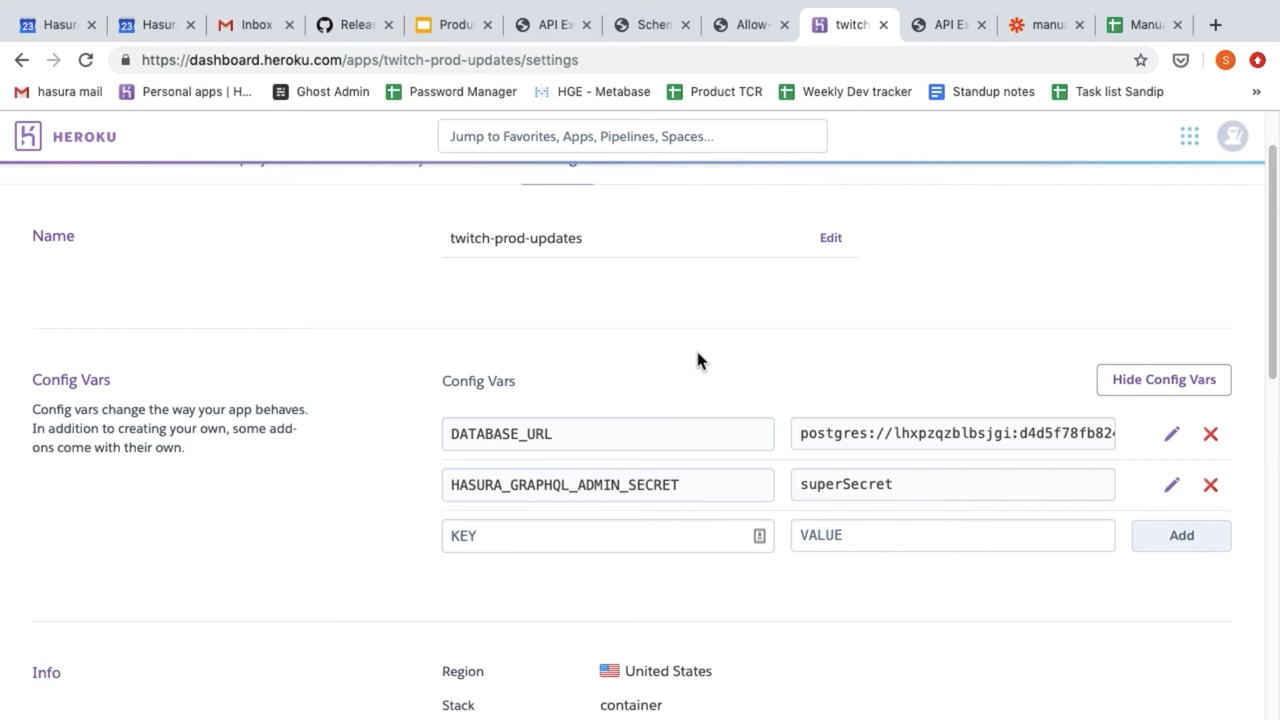 Hasur
Hasur
Inbox
Relea
Produ
API Ex
Schem
Allow-
twitch
API Ex
manu
Manu
https://dashboard.heroku.com/apps/twitch-prod-updates/settings
S
hasura mail
Personal apps | H...
Ghost Admin
Password Manager
HGE - Metabase
Product TCR
Weekly Dev tracker
Standup notes
Task list Sandip
»
HEROKU
Jump to Favorites, Apps, Pipelines, Spaces...
Name
twitch-prod-updates
Edit
Config Vars
Config vars change the way your app behaves.
In addition to creating your own, some add-
ons come with their own.
Config Vars
Hide Config Vars
DATABASE_URL
postgres://lhxpzqzblbsjgi:d4d5f78fb824
HASURA_GRAPHQL_ADMIN_SECRET
superSecret
KEY
VALUE
Add
Info
Region
United States
Stack
container